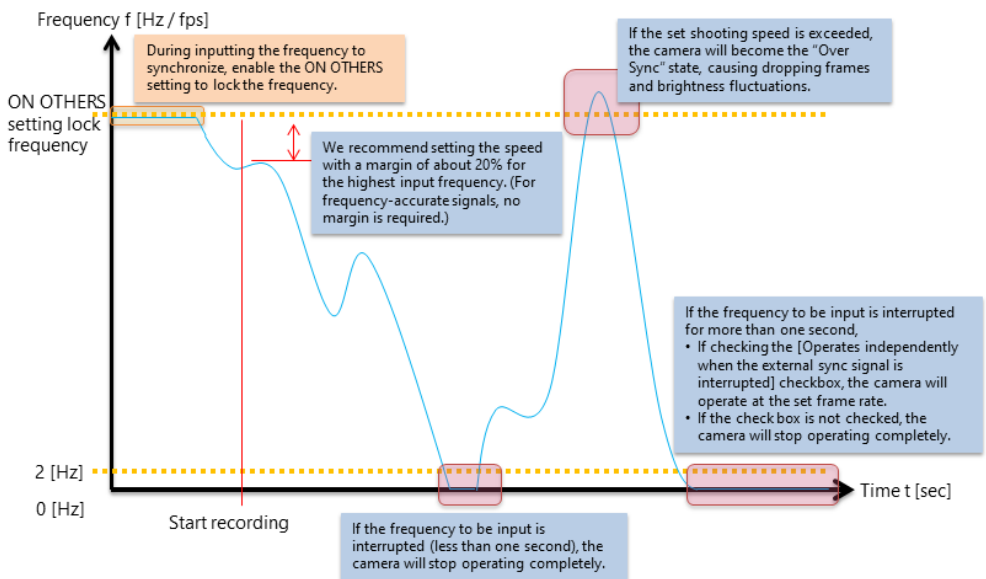 Frequency f [Hz / fps]
During inputting the frequency to
synchronize, enable the ON OTHERS
setting to lock the frequency.
If the set shooting speed is exceeded,
the camera will become the “Over
Sync” state, causing dropping frames
and brightness fluctuations.
ON OTHERS
setting lock
frequency
We recommend setting the speed
with a margin of about 20% for
the highest input frequency. (For
frequency-accurate signals, no
margin is required.)
If the frequency to be input is interrupted
for more than one second,
• If checking the [Operates independently
when the external sync signal is
interrupted] checkbox, the camera will
operate at the set frame rate.
• If the check box is not checked, the
camera will stop operating completely.
2 [Hz]
0 [Hz]
Time t [sec]
Start recording
If the frequency to be input is
interrupted (less than one second), the
camera will stop operating completely.